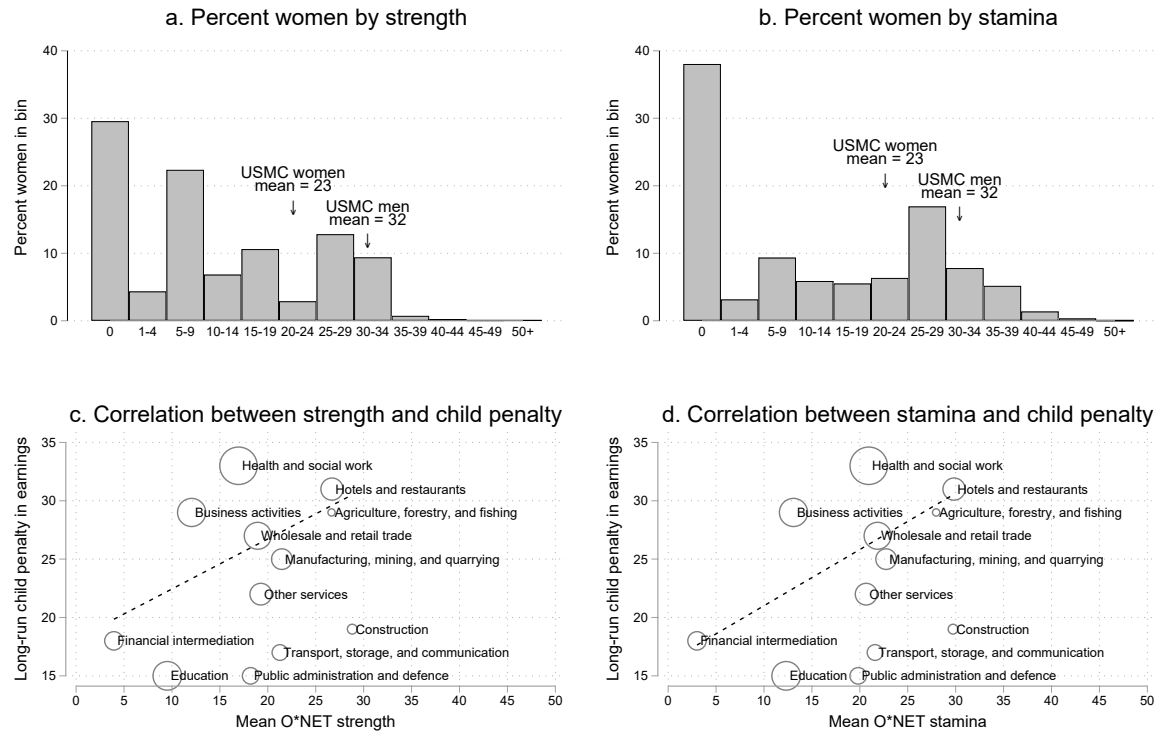 a. Percent women by strength
Percent women in bin
40
30
20
10
0
USMC women
mean = 23
USMC men
mean = 32
0 1-4 5-9 10-14 15-19 20-24 25-29 30-34 35-39 40-44 45-49 50+
b. Percent women by stamina
Percent women in bin
40
30
20
10
0
USMC women
mean = 23
USMC men
mean = 32
0 1-4 5-9 10-14 15-19 20-24 25-29 30-34 35-39 40-44 45-49 50+
c. Correlation between strength and child penalty
Long-run child penalty in earnings
35
30
25
20
15
Health and social work
Hotels and restaurants
Business activities
Agriculture, forestry, and fishing
Wholesale and retail trade
Manufacturing, mining, and quarrying
Other services
Construction
Financial intermediation
Transport, storage, and communication
Education
Public administration and defence
0 5 10 15 20 25 30 35 40 45 50
Mean O*NET strength
d. Correlation between stamina and child penalty
Long-run child penalty in earnings
35
30
25
20
15
Health and social work
Hotels and restaurants
Business activities
Agriculture, forestry, and fishing
Wholesale and retail trade
Manufacturing, mining, and quarrying
Other services
Construction
Financial intermediation
Transport, storage, and communication
Education
Public administration and defence
0 5 10 15 20 25 30 35 40 45 50
Mean O*NET stamina